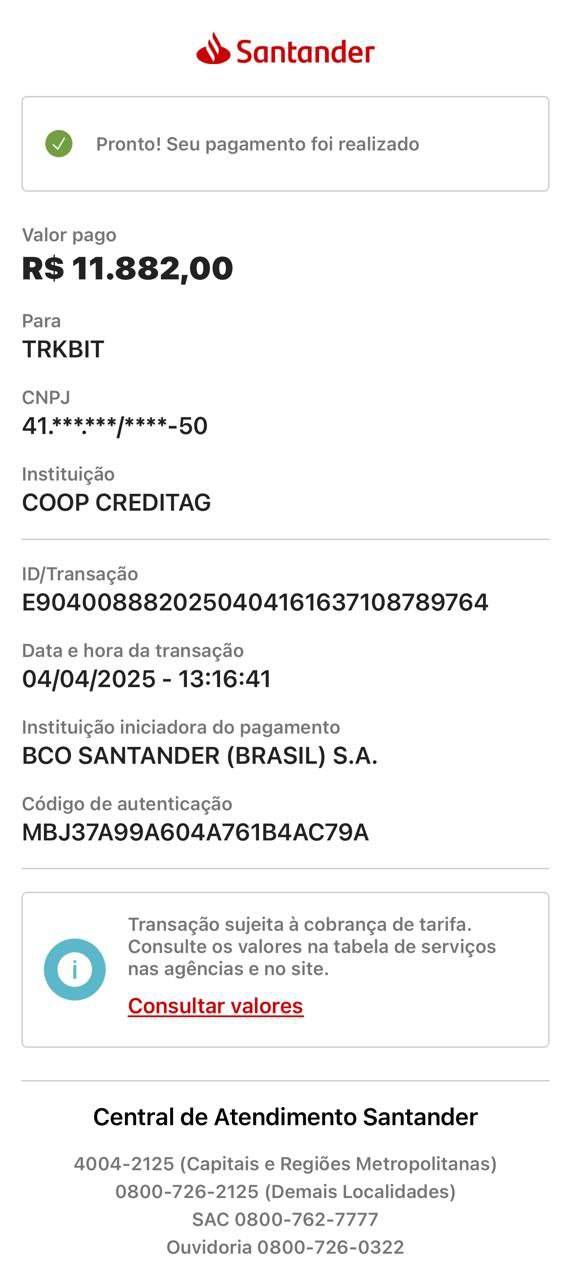 Santander
Pronto! Seu pagamento foi realizado
Valor pago
R$ 11.882,00
Para
TRKBIT
CNPJ
41.***.***/****-50
Instituição
COOP CREDITAG
ID/Transação
E90400888202504041616371087 89764
Data e hora da transação
04/04/2025 - 13:16:41
Instituição iniciadora do pagamento
BCO SANTANDER (BRASIL) S.A.
Código de autenticação
MBJ37A99A604A761B4AC79A
Transação sujeita à cobrança de tarifa.
Consulte os valores na tabela de serviços
nas agências e no site.
Consultar valores
Central de Atendimento Santander
4004-2125 (Capitais e Regiões Metropolitanas)
0800-726-2125 (Demais Localidades)
SAC 0800-762-7777
Ouvidoria 0800-726-0322